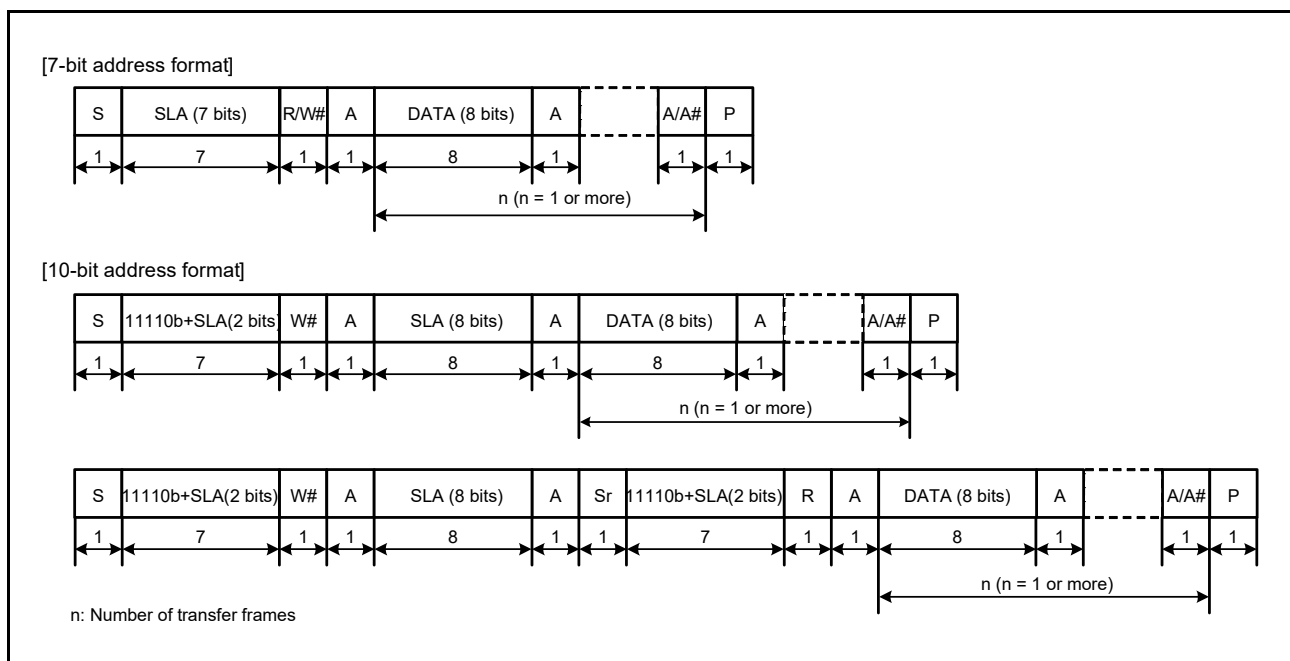 [7-bit address format]
S SLA (7 bits) R/W# A DATA (8 bits) A A/A# P
1 7 1 1 8 1 1 1
n (n = 1 or more)
[10-bit address format]
S 11110b+SLA(2 bits) W# A SLA (8 bits) A DATA (8 bits) A A/A# P
1 7 1 1 8 1 8 1 1 1
n (n = 1 or more)
S 11110b+SLA(2 bits) W# A SLA (8 bits) A Sr 11110b+SLA(2 bits) R A DATA (8 bits) A A/A# P
1 7 1 1 8 1 1 7 1 1 8 1 1 1
n (n = 1 or more)
n: Number of transfer frames